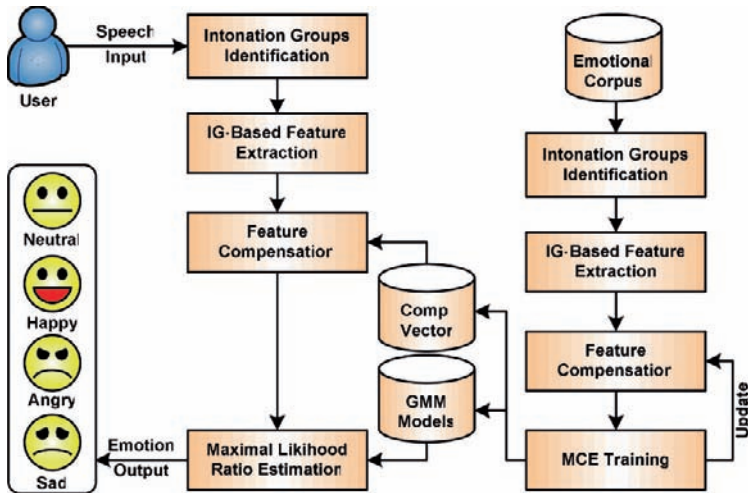 Speech
Input
User
Intonation Groups
Identification
IG-Based Feature
Extraction
Feature
Compensation
Maximal Likihood
Ratio Estimation
Emotion
Output
Neutral
Happy
Angry
Sad
Comp
Vector
GMM
Models
Emotional
Corpus
Intonation Groups
Identification
IG-Based Feature
Extraction
Feature
Compensation
MCE Training
Update